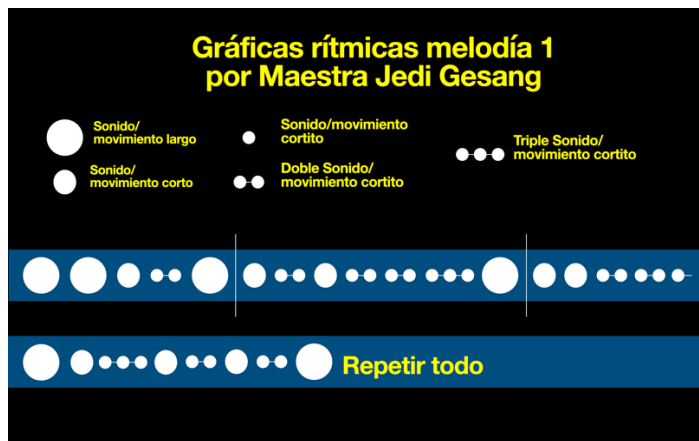 Gráficas rítmicas melodía 1
por Maestra Jedi Gesang
Sonido/
movimiento largo
Sonido/
movimiento corto
Sonido/movimiento
cortito
Doble Sonido/
movimiento cortito
Triple Sonido/
movimiento cortito
Repetir todo